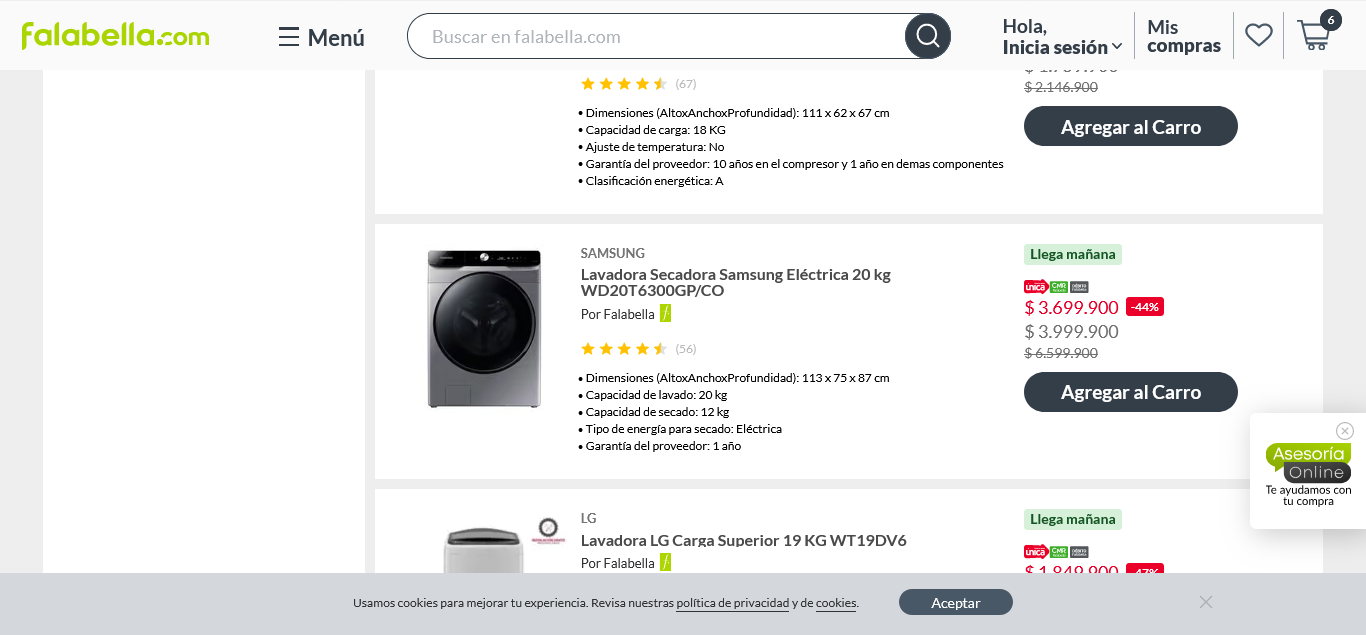 falabella.com
Menú
Buscar en falabella.com
Hola,
Inicia sesión
Mis
compras
6
$ 2.146.900
(67)
• Dimensiones (AltoxAnchoxProfundidad): 111 x 62 x 67 cm
• Capacidad de carga: 18 KG
• Ajuste de temperatura: No
• Garantía del proveedor: 10 años en el compresor y 1 año en demas componentes
• Clasificación energética: A
Agregar al Carro
SAMSUNG
Lavadora Secadora Samsung Eléctrica 20 kg
WD20T6300GP/CO
Por Falabella
(56)
• Dimensiones (AltoxAnchoxProfundidad): 113 x 75 x 87 cm
• Capacidad de lavado: 20 kg
• Capacidad de secado: 12 kg
• Tipo de energía para secado: Eléctrica
• Garantía del proveedor: 1 año
Llega mañana
única CMR
$ 3.699.900 -44%
$ 3.999.900
$ 6.599.900
Agregar al Carro
Asesoría
Online
Te ayudamos con
tu compra
LG
Lavadora LG Carga Superior 19 KG WT19DV6
Por Falabella
Llega mañana
única CMR
$ 1.849.900 -47%
Usamos cookies para mejorar tu experiencia. Revisa nuestras política de privacidad y de cookies.
Aceptar